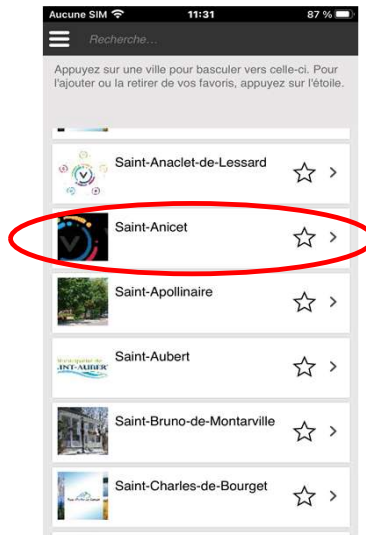 Aucune SIM 11:31 87 %
Recherche...
Appuyez sur une ville pour basculer vers celle-ci. Pour
l'ajouter ou la retirer de vos favoris, appuyez sur l'étoile.
Saint-Anaclet-de-Lessard
Saint-Anicet
Saint-Apollinaire
Saint-Aubert
INT-AUBER
Saint-Bruno-de-Montarville
Saint-Charles-de-Bourget